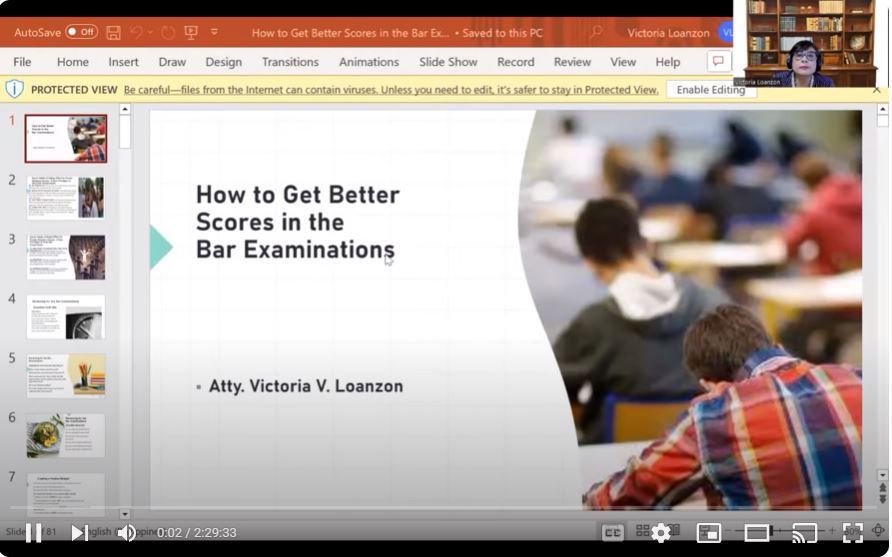 AutoSave Off
How to Get Better Scores in the Bar Ex... • Saved to this PC
Victoria Loanzon
VL
File Home Insert Draw Design Transitions Animations Slide Show Record Review View Help
Victoria Loanzon
PROTECTED VIEW Be careful—files from the Internet can contain viruses. Unless you need to edit, it's safer to stay in Protected View. Enable Editing
1
2
3
4
5
6
7
How to Get Better
Scores in the
Bar Examinations
• Atty. Victoria V. Loanzon
0:02 / 2:29:33
of 81
CC